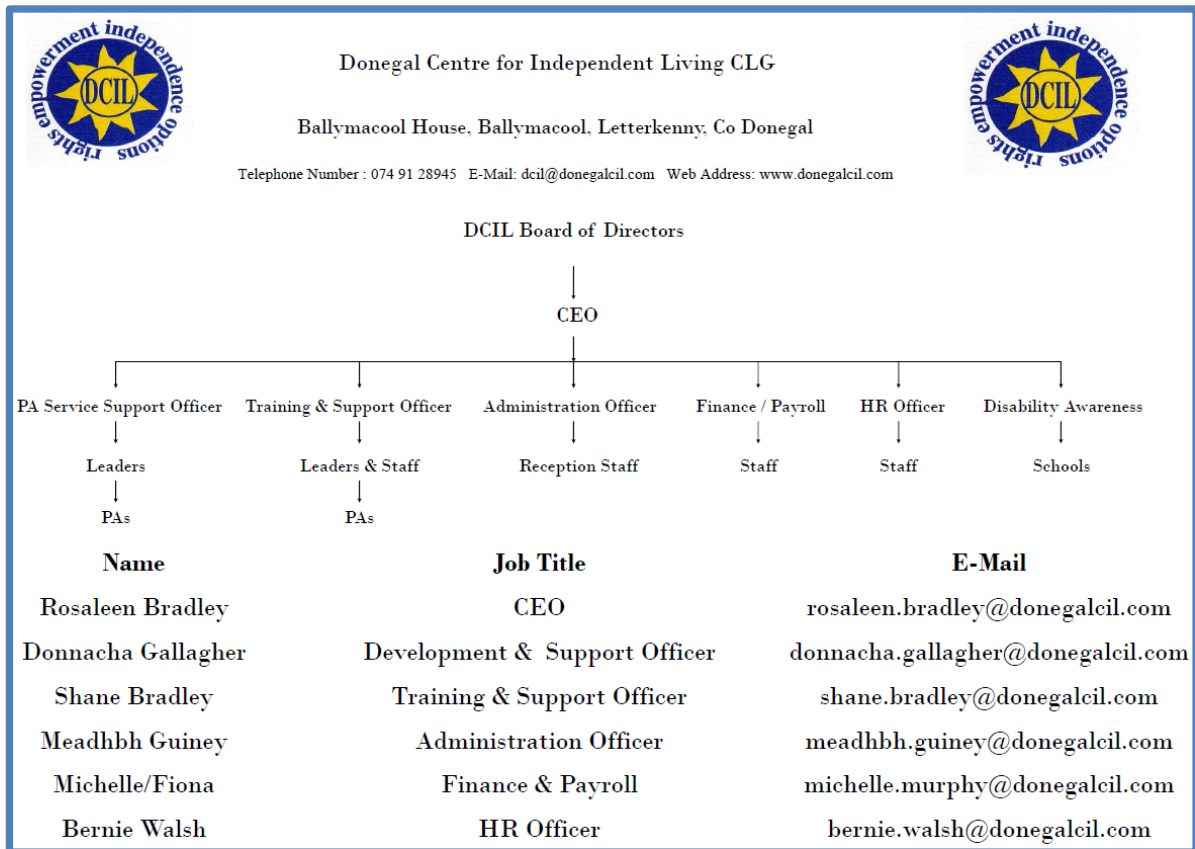 rights empowerment independence options
DCIL
rights empowerment independence options
DCIL
Donegal Centre for Independent Living CLG
Ballymacool House, Ballymacool, Letterkenny, Co Donegal
Telephone Number : 074 91 28945 E-Mail: dcil@donegalcil.com Web Address: www.donegalcil.com
DCIL Board of Directors
CEO
PA Service Support Officer Training & Support Officer Administration Officer Finance / Payroll HR Officer Disability Awareness
Leaders Leaders & Staff Reception Staff Staff Staff Schools
PAs PAs
Name Job Title E-Mail
Rosaleen Bradley CEO rosaleen.bradley@donegalcil.com
Donnacha Gallagher Development & Support Officer donnacha.gallagher@donegalcil.com
Shane Bradley Training & Support Officer shane.bradley@donegalcil.com
Meadhbh Guiney Administration Officer meadhbh.guiney@donegalcil.com
Michelle/Fiona Finance & Payroll michelle.murphy@donegalcil.com
Bernie Walsh HR Officer bernie.walsh@donegalcil.com